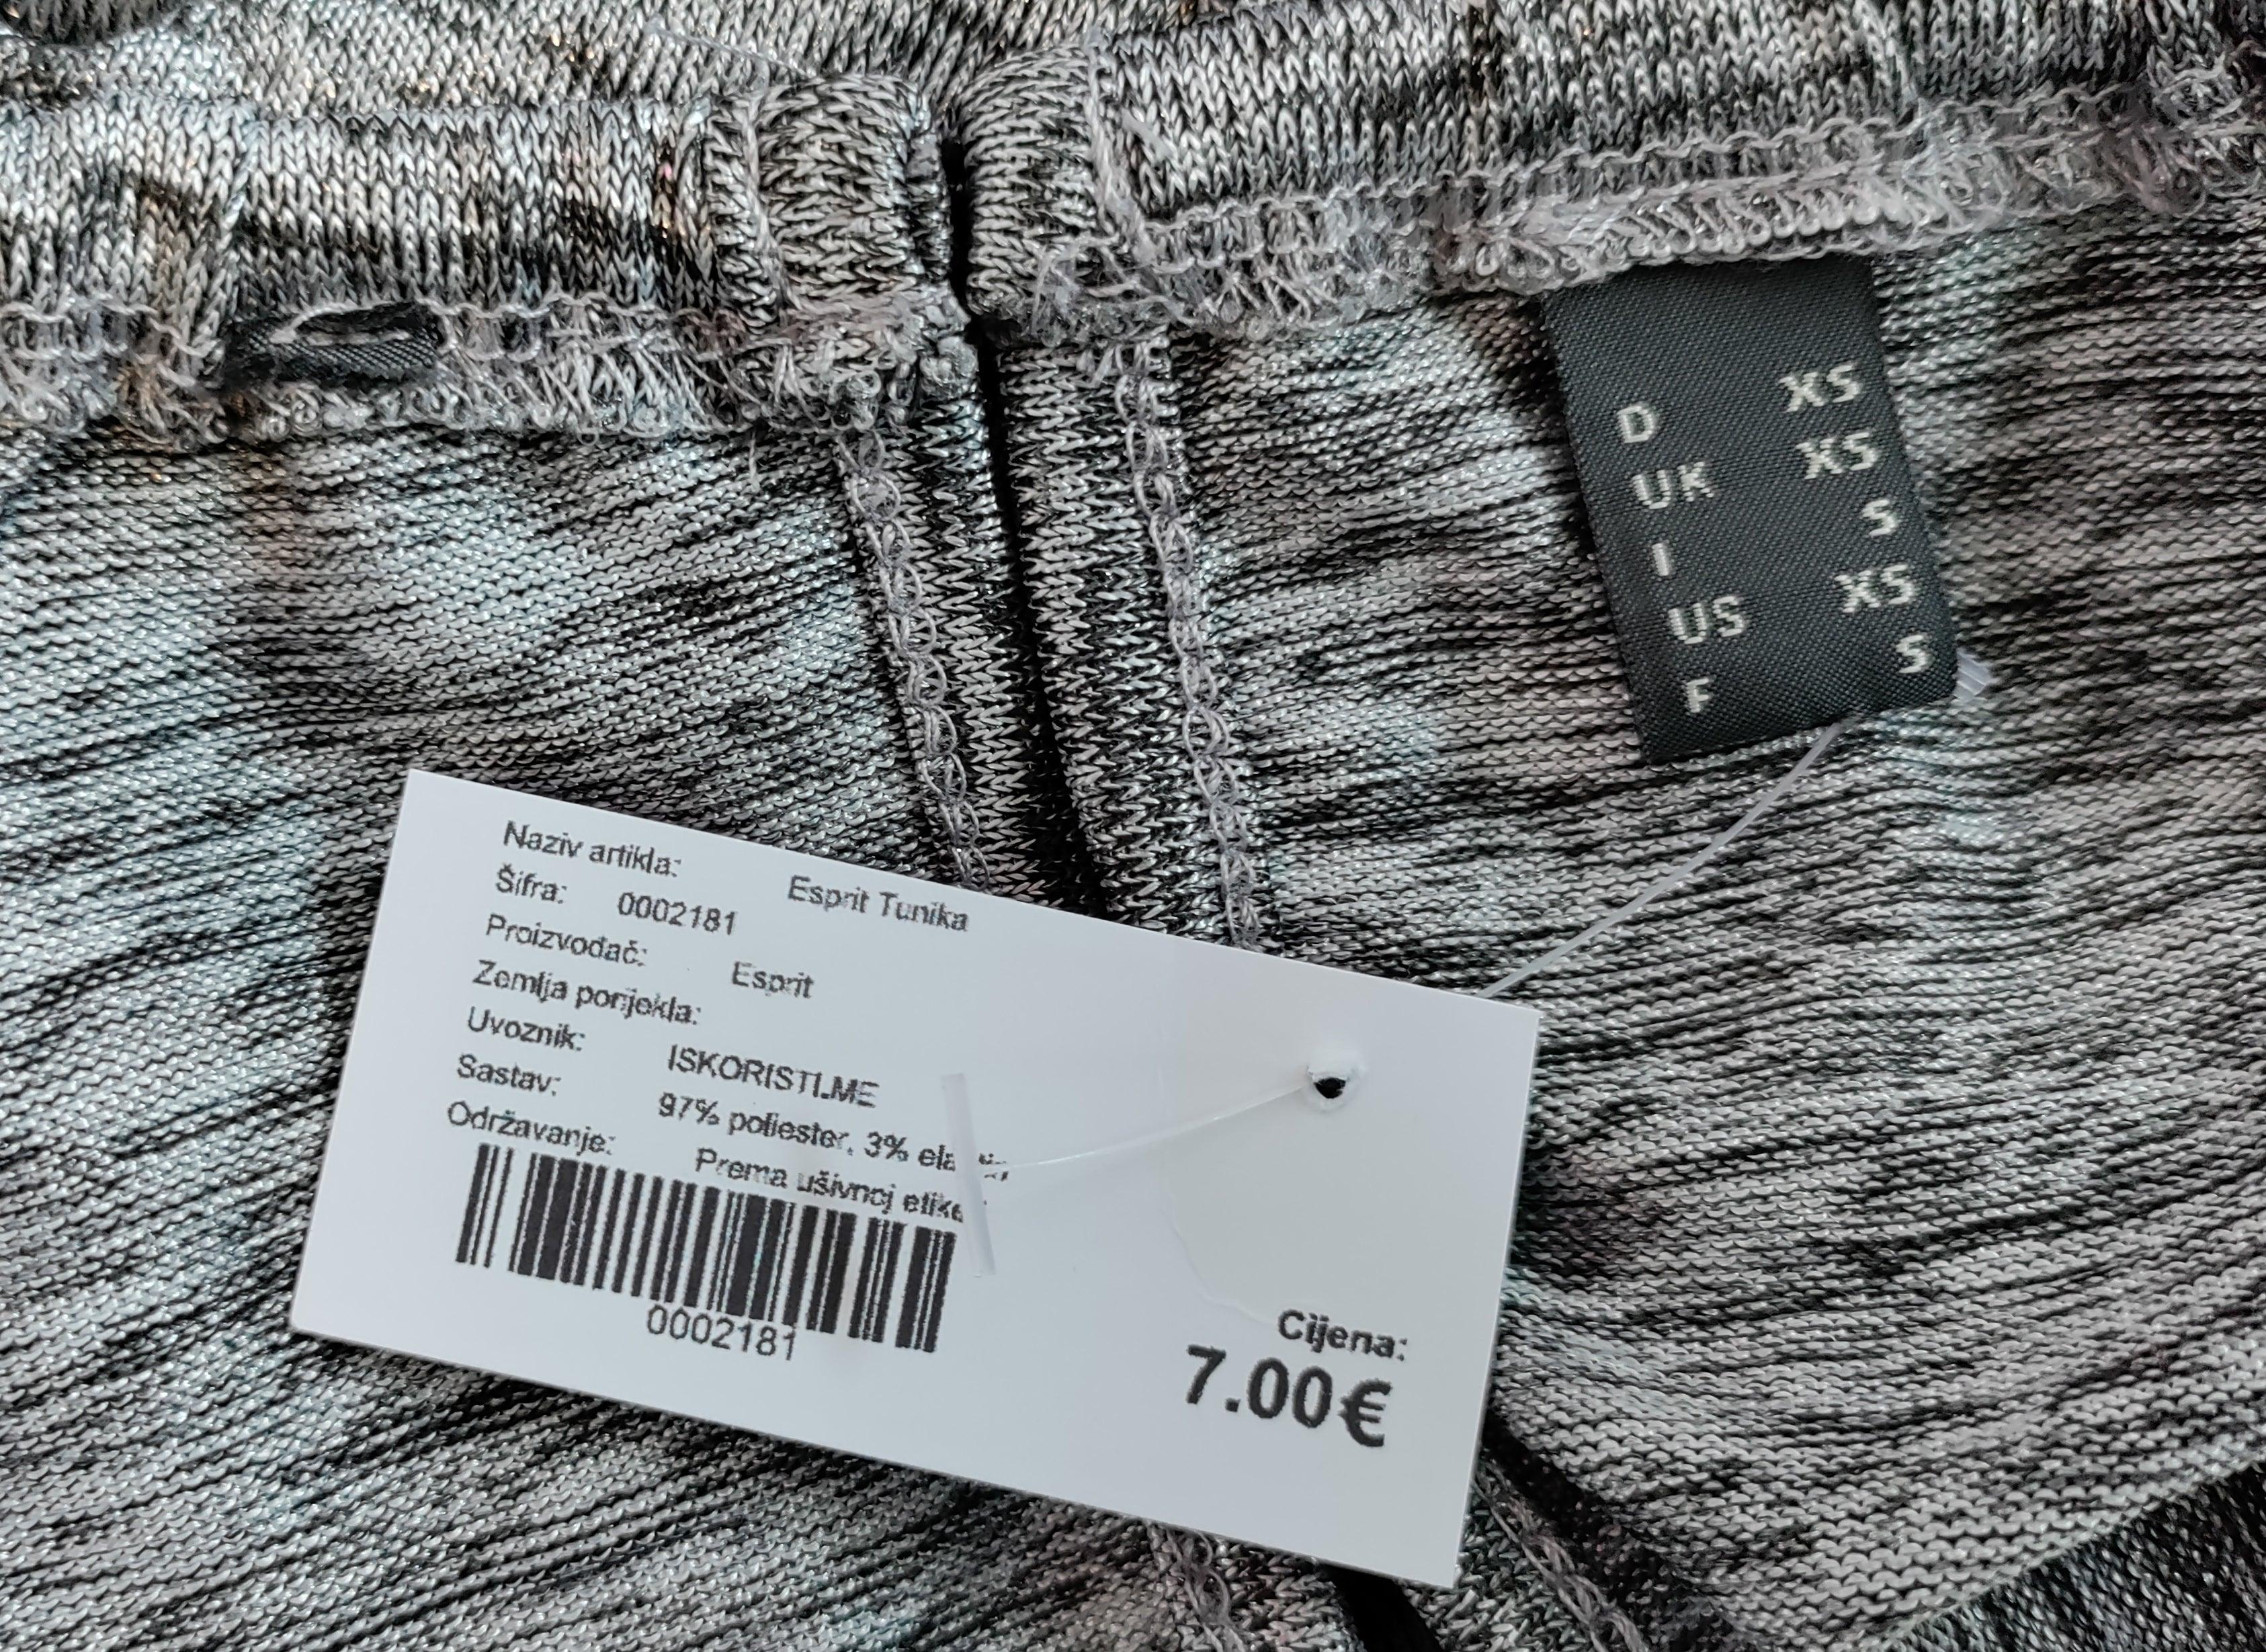 D XS
UK XS
I S
US XS
F S
Naziv artikla: Esprit Tunika
Šifra: 0002181
Proizvođač: Esprit
Zemlja porijekla:
Uvoznik: ISKORISTI.ME
Sastav: 97% poliester, 3%
Održavanje: Prema ušivnoj
0002181
Cijena:
7.00€